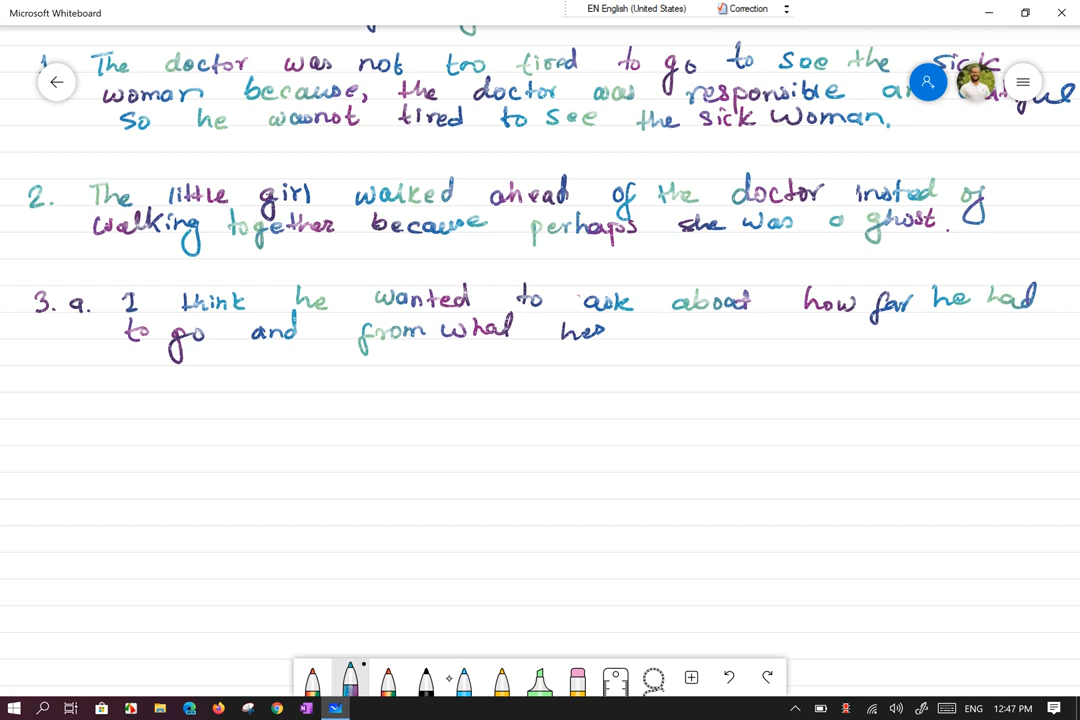 Microsoft Whiteboard
EN English (United States) Correction
The doctor was not too tired to go to see the sick
woman because, the doctor was responsible
so he wasnot tired to see the sick woman.
2. The little girl walked ahead of the doctor insted of
walking together because perhaps she was a ghost.
3. a. I think he wanted to ask about how far he had
to go and from what hes
ENG 12:47 PM